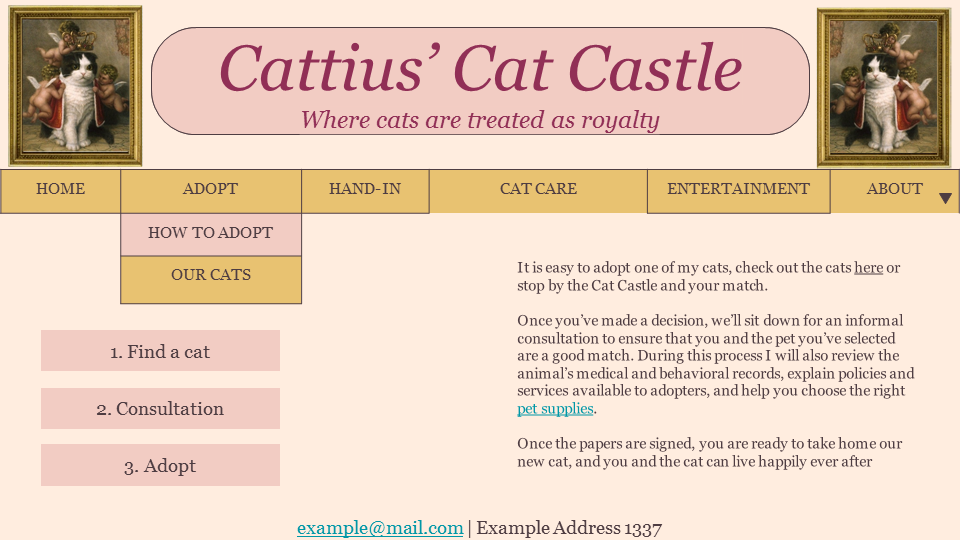 Cattius’ Cat Castle
Where cats are treated as royalty
HOME ADOPT HAND-IN CAT CARE ENTERTAINMENT ABOUT
HOW TO ADOPT
OUR CATS
1. Find a cat
2. Consultation
3. Adopt
It is easy to adopt one of my cats, check out the cats here or
stop by the Cat Castle and your match.
Once you’ve made a decision, we’ll sit down for an informal
consultation to ensure that you and the pet you’ve selected
are a good match. During this process I will also review the
animal’s medical and behavioral records, explain policies and
services available to adopters, and help you choose the right
pet supplies.
Once the papers are signed, you are ready to take home our
new cat, and you and the cat can live happily ever after
example@mail.com | Example Address 1337